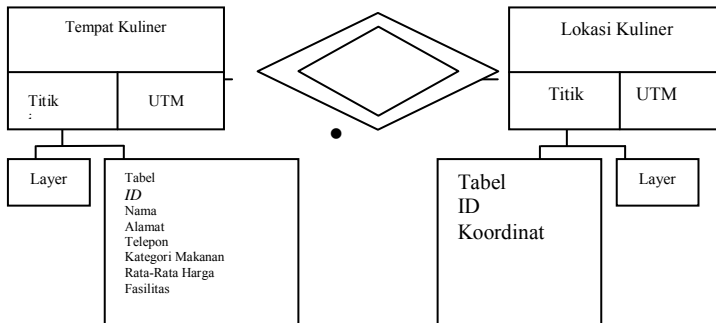 Tempat Kuliner
Titik
UTM
:
Layer
Tabel
ID
Nama
Alamat
Telepon
Kategori Makanan
Rata-Rata Harga
Fasilitas
Lokasi Kuliner
Titik
UTM
Tabel
ID
Koordinat
Layer